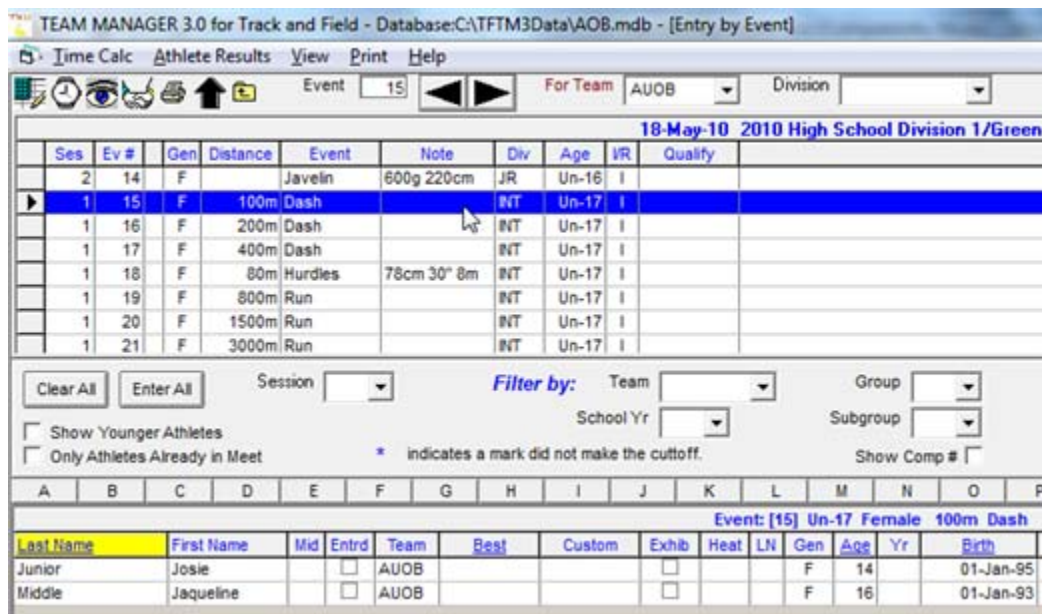 TEAM MANAGER 3.0 for Track and Field - Database:C:\TFTM3Data\AOB.mdb - [Entry by Event]
Time Calc Athlete Results View Print Help
Event 15 For Team AUOB Division
18-May-10 2010 High School Division 1/Green
Ses Ev # Gen Distance Event Note Div Age I/R Qualify
2 14 F Javelin 600g 220cm JR Un-16 I
1 15 F 100m Dash INT Un-17 I
1 16 F 200m Dash INT Un-17 I
1 17 F 400m Dash INT Un-17 I
1 18 F 80m Hurdles 78cm 30" 8m INT Un-17 I
1 19 F 800m Run INT Un-17 I
1 20 F 1500m Run INT Un-17 I
1 21 F 3000m Run INT Un-17 I
Clear All Enter All Session Filter by: Team Group
School Yr Subgroup
Show Younger Athletes
Only Athletes Already in Meet * indicates a mark did not make the cuttoff. Show Comp #
A B C D E F G H I J K L M N O P
Event: [15] Un-17 Female 100m Dash
Last Name First Name Mid Entrd Team Best Custom Exhib Heat LN Gen Age Yr Birth
Junior Josie AUOB F 14 01-Jan-95
Middle Jaqueline AUOB F 16 01-Jan-93